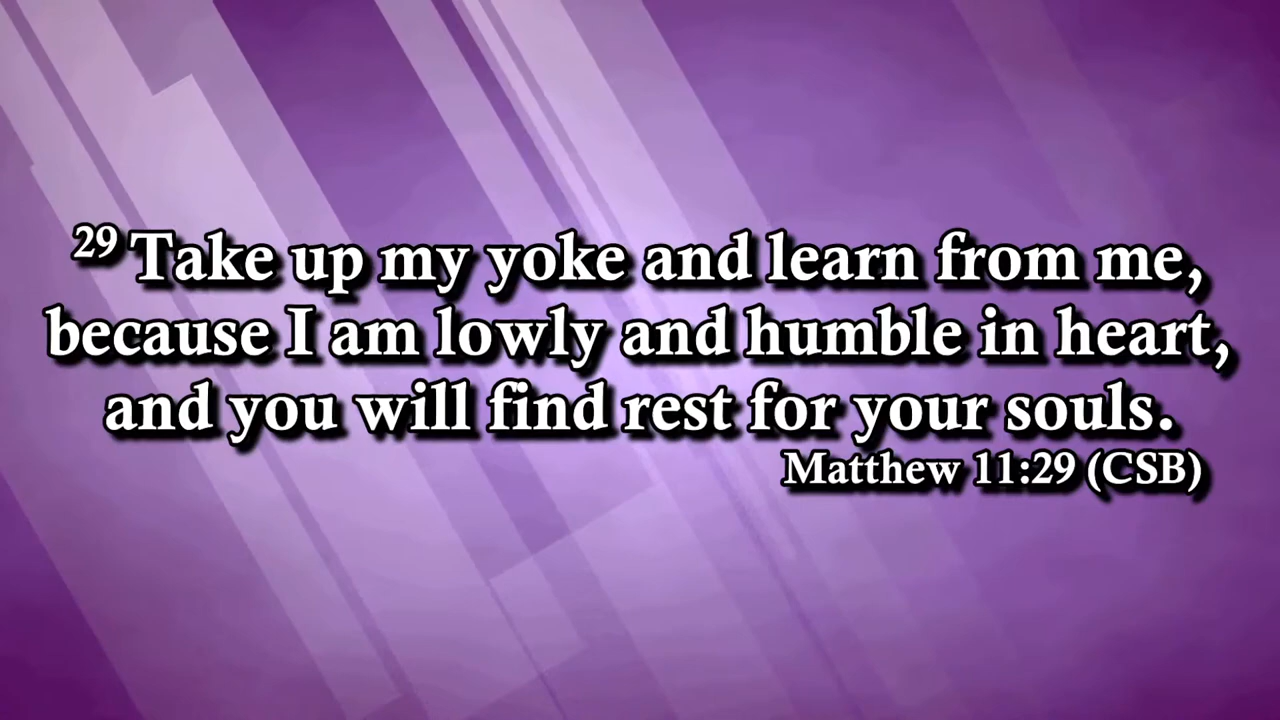 29 Take up my yoke and learn from me,
because I am lowly and humble in heart,
and you will find rest for your souls.
Matthew 11:29 (CSB)